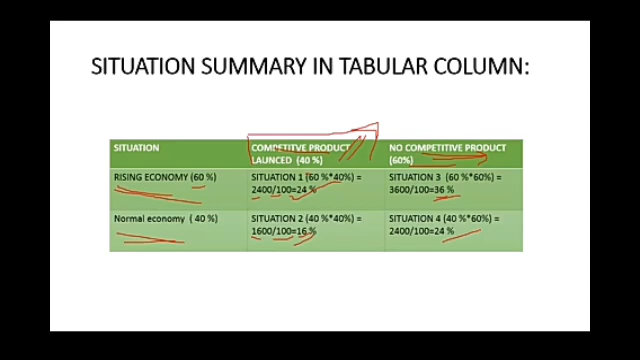 SITUATION SUMMARY IN TABULAR COLUMN:
SITUATION
COMPETITIVE PRODUCT
LAUNCED (40 %)
NO COMPETITIVE PRODUCT
(60%)
RISING ECONOMY (60 %)
SITUATION 1 (60 %*40%) =
2400/100=24 %
SITUATION 3 (60 %*60%) =
3600/100=36 %
Normal economy ( 40%)
SITUATION 2 (40 %*40%) =
1600/100=16 %
SITUATION 4 (40 %*60%) =
2400/100=24 %